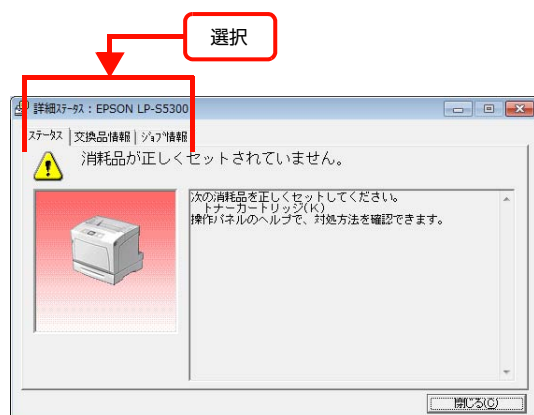 選択
詳細ステータス：EPSON LP-S5300
ステータス 交換品情報 ジョブ情報
消耗品が正しくセットされていません。
次の消耗品を正しくセットしてください。
トナーカートリッジ(K)
操作パネルのヘルプで、対処方法を確認できます。
閉じる(C)